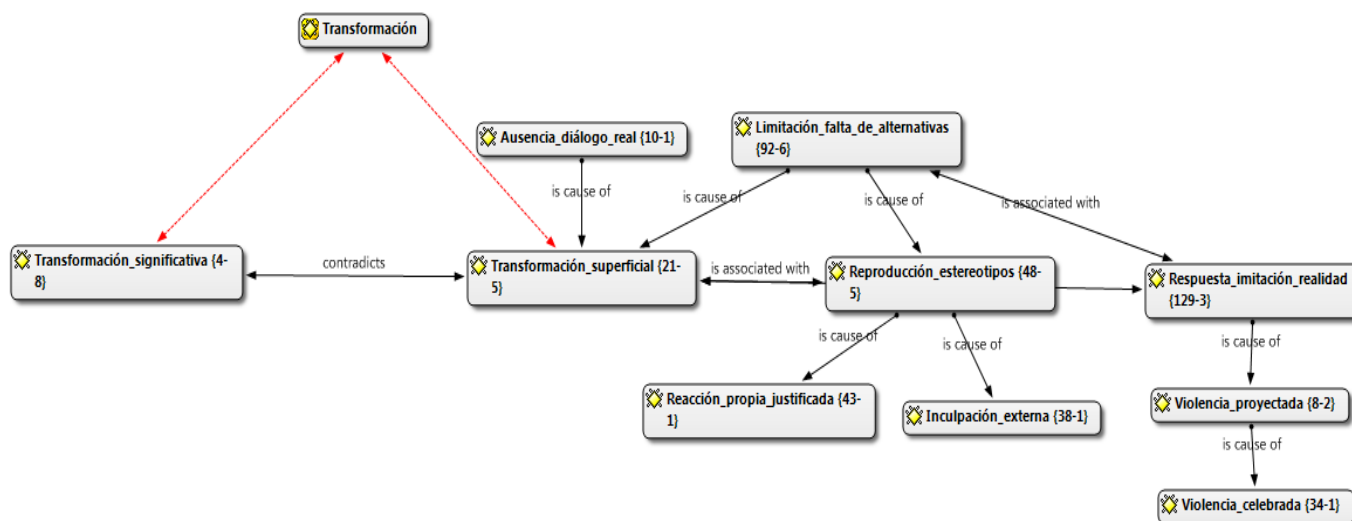 Transformación
Ausencia_diálogo_real {10-1}
Limitación_falta_de_alternativas
{92-6}
is cause of
is cause of
is cause of
is associated with
Transformación_significativa {4-
8}
contradicts
Transformación_superficial {21-
5}
is associated with
Reproducción_estereotipos {48-
5}
Respuesta_imitación_realidad
{129-3}
is cause of
is cause of
is cause of
Reacción_propia_justificada {43-
1}
Inculpación_externa {38-1}
Violencia_proyectada {8-2}
is cause of
Violencia_celebrada {34-1}